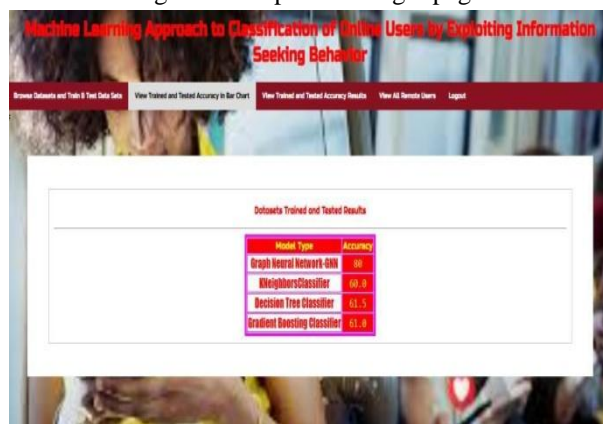 Machine Learning Approach to Classification of Online Users by Exploiting Information
Seeking Behavior
Browse Datasets and Train & Test Data Sets View Trained and Tested Accuracy in Bar Chart View Trained and Tested Accuracy Results View All Remote Users Logout
Datasets Trained and Tested Results
Model Type Accuracy
Graph Neural Network-GNN 80
KNeighborsClassifier 60.0
Decision Tree Classifier 61.5
Gradient Boosting Classifier 61.0